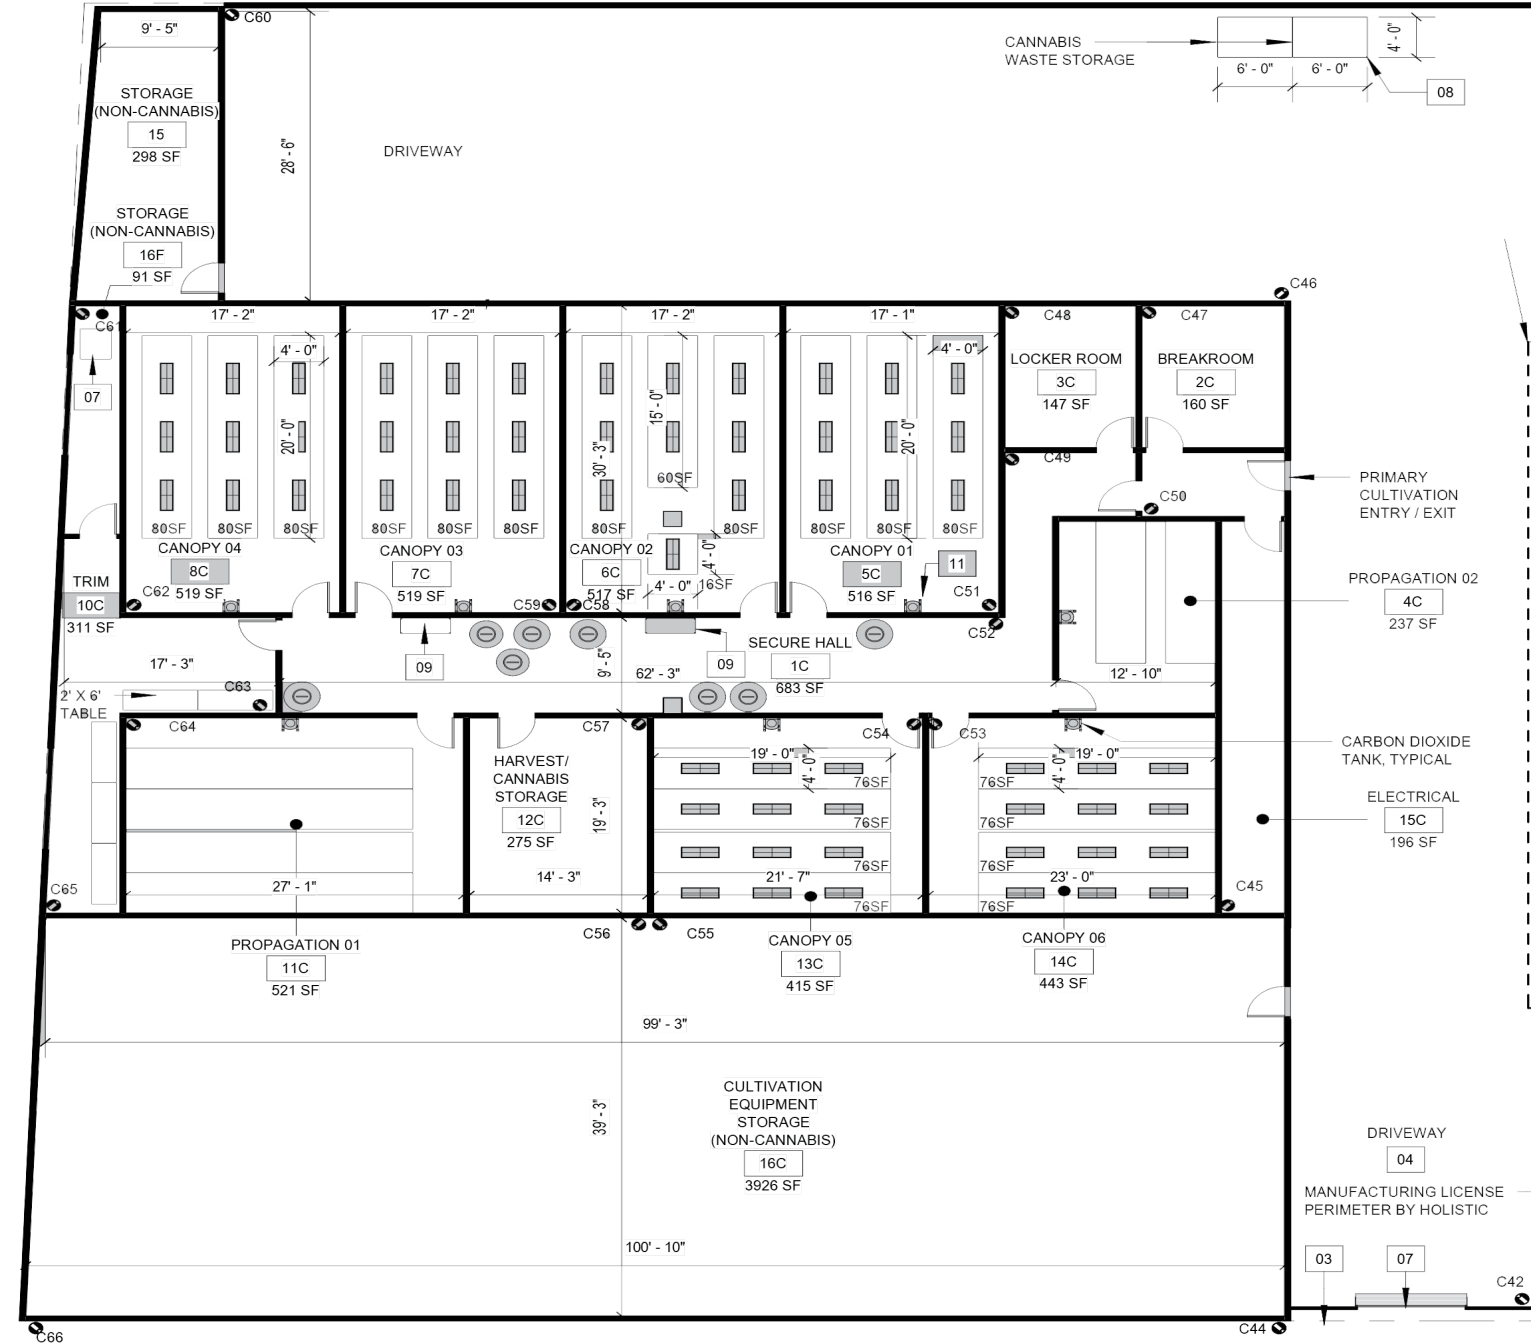 C60
9' - 5"
CANNABIS
WASTE STORAGE
4' - 0"
6' - 0"
6' - 0"
08
STORAGE
(NON-CANNABIS)
15
298 SF
28' - 6"
DRIVEWAY
STORAGE
(NON-CANNABIS)
16F
91 SF
C46
C61
17' - 2"
17' - 2"
17' - 2"
17' - 1"
C48
C47
4' - 0"
4' - 0"
LOCKER ROOM
3C
147 SF
BREAKROOM
2C
160 SF
07
20' - 0"
15' - 0"
30' - 3"
20' - 0"
60SF
C49
C50
PRIMARY
CULTIVATION
ENTRY / EXIT
80SF
80SF
80SF
80SF
80SF
80SF
80SF
80SF
80SF
80SF
80SF
CANOPY 04
8C
519 SF
CANOPY 03
7C
519 SF
CANOPY 02
6C
517 SF
4' - 0"
4' - 0"
16SF
CANOPY 01
5C
516 SF
11
TRIM
10C
311 SF
C62
C59
C58
C51
C52
PROPAGATION 02
4C
237 SF
17' - 3"
09
9' - 5"
62' - 3"
09
SECURE HALL
1C
683 SF
12' - 10"
2' X 6'
TABLE
C63
C64
C57
C54
C53
CARBON DIOXIDE
TANK, TYPICAL
HARVEST/
CANNABIS
STORAGE
12C
275 SF
19' - 3"
19' - 0"
4' - 0"
19' - 0"
4' - 0"
76SF
76SF
76SF
76SF
76SF
76SF
76SF
76SF
ELECTRICAL
15C
196 SF
C65
27' - 1"
14' - 3"
21' - 7"
23' - 0"
C45
C56
C55
PROPAGATION 01
11C
521 SF
CANOPY 05
13C
415 SF
CANOPY 06
14C
443 SF
99' - 3"
39' - 3"
CULTIVATION
EQUIPMENT
STORAGE
(NON-CANNABIS)
16C
3926 SF
DRIVEWAY
04
MANUFACTURING LICENSE
PERIMETER BY HOLISTIC
100' - 10"
03
07
C42
C66
C44